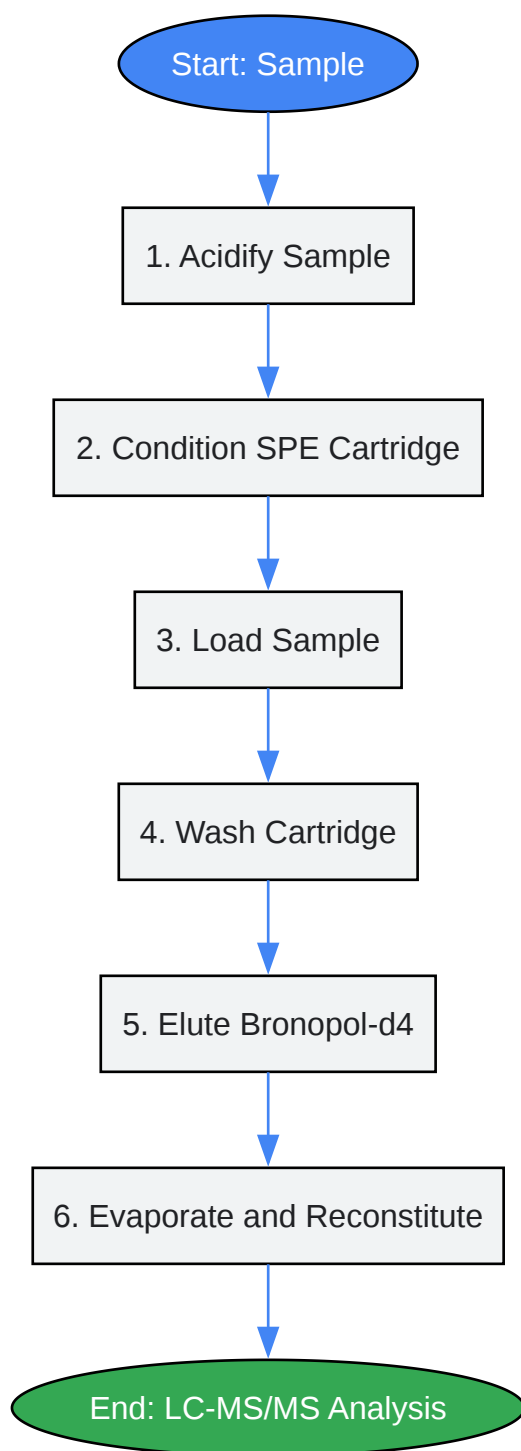 Start: Sample
1. Acidify Sample
2. Condition SPE Cartridge
3. Load Sample
4. Wash Cartridge
5. Elute Bronopol-d4
6. Evaporate and Reconstitute
End: LC-MS/MS Analysis